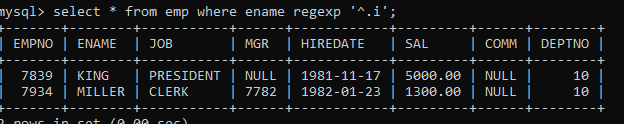 mysql> select * from emp where ename regexp '^.i';
+-------+--------+-----------+------+------------+---------+------+--------+
| EMPNO | ENAME | JOB | MGR | HIREDATE | SAL | COMM | DEPTNO |
+-------+--------+-----------+------+------------+---------+------+--------+
| 7839 | KING | PRESIDENT | NULL | 1981-11-17 | 5000.00 | NULL | 10 |
| 7934 | MILLER | CLERK | 7782 | 1982-01-23 | 1300.00 | NULL | 10 |
+-------+--------+-----------+------+------------+---------+------+--------+
2 rows in set (0.00 sec)